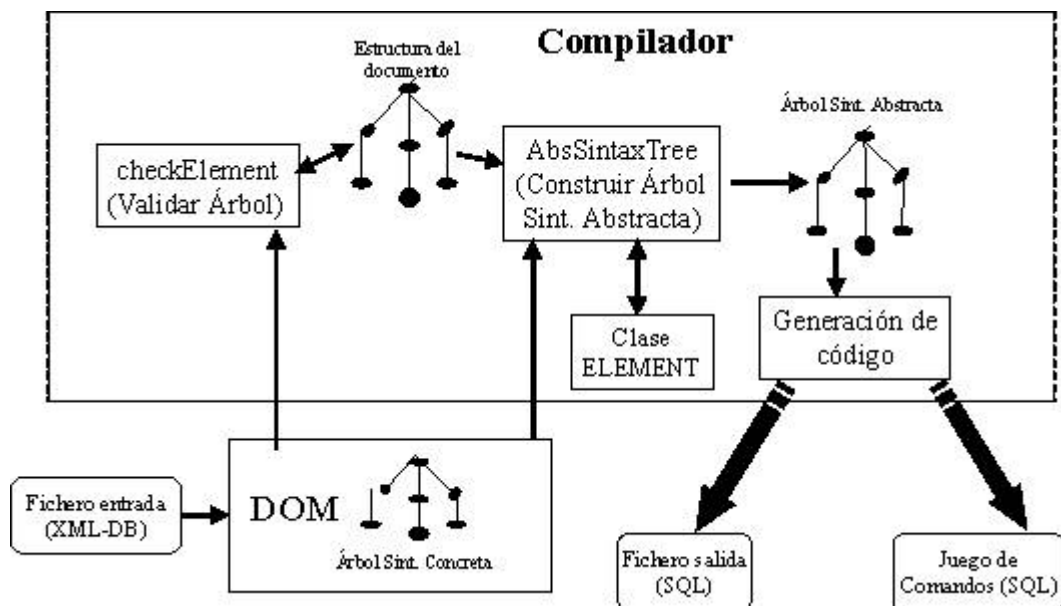 Compilador
Estructura del
documento
Árbol Sint. Abstracta
checkElement
(Validar Árbol)
AbsSintaxTree
(Construir Árbol
Sint. Abstracta)
Clase
ELEMENT
Generación de
código
Fichero entrada
(XML-DB)
DOM
Árbol Sint. Concreta
Fichero salida
(SQL)
Juego de
Comandos (SQL)